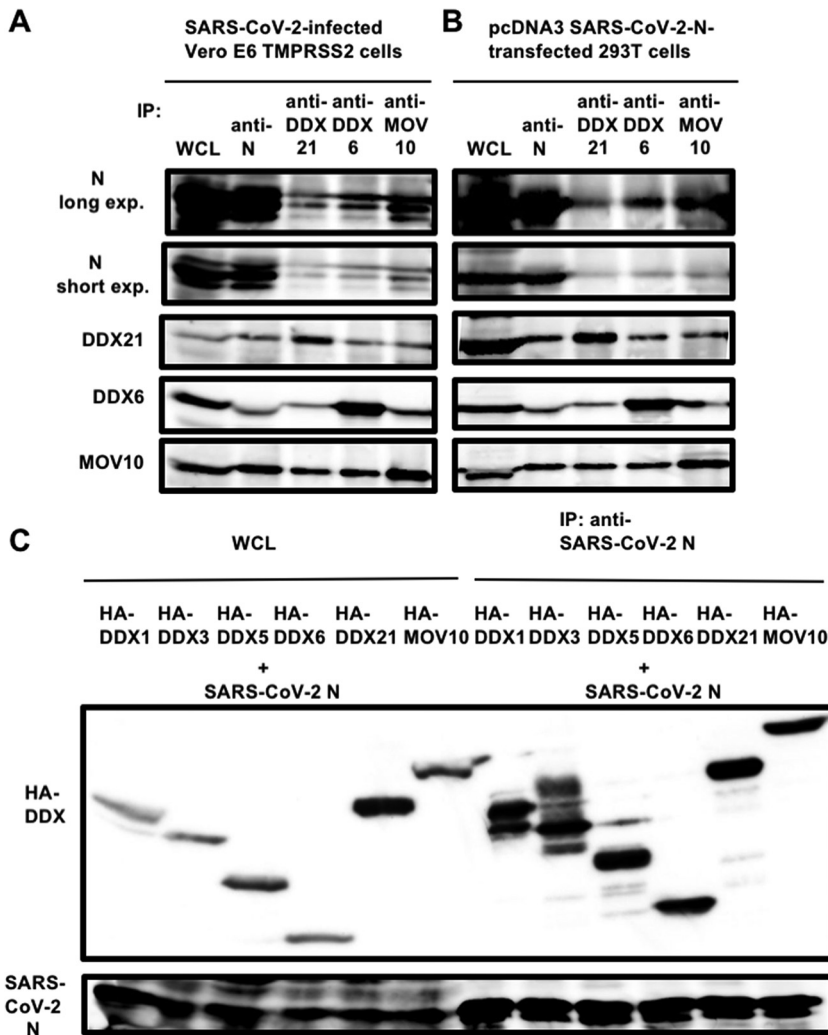 A
SARS-CoV-2-infected
Vero E6 TMPRSS2 cells
B
pcDNA3 SARS-CoV-2-N-
transfected 293T cells
IP:
WCL
anti-
N
anti-
DDX
21
anti-
DDX
6
anti-
MOV
10
WCL
anti-
N
anti-
DDX
21
anti-
DDX
6
anti-
MOV
10
N
long exp.
N
short exp.
DDX21
DDX6
MOV10
C
WCL
IP: anti-
SARS-CoV-2 N
HA- HA- HA- HA- HA- HA- HA- HA- HA- HA- HA- HA-
DDX1 DDX3 DDX5 DDX6 DDX21 MOV10 DDX1 DDX3 DDX5 DDX6 DDX21 MOV10
+ +
SARS-CoV-2 N SARS-CoV-2 N
HA-
DDX
SARS-
CoV-2
N